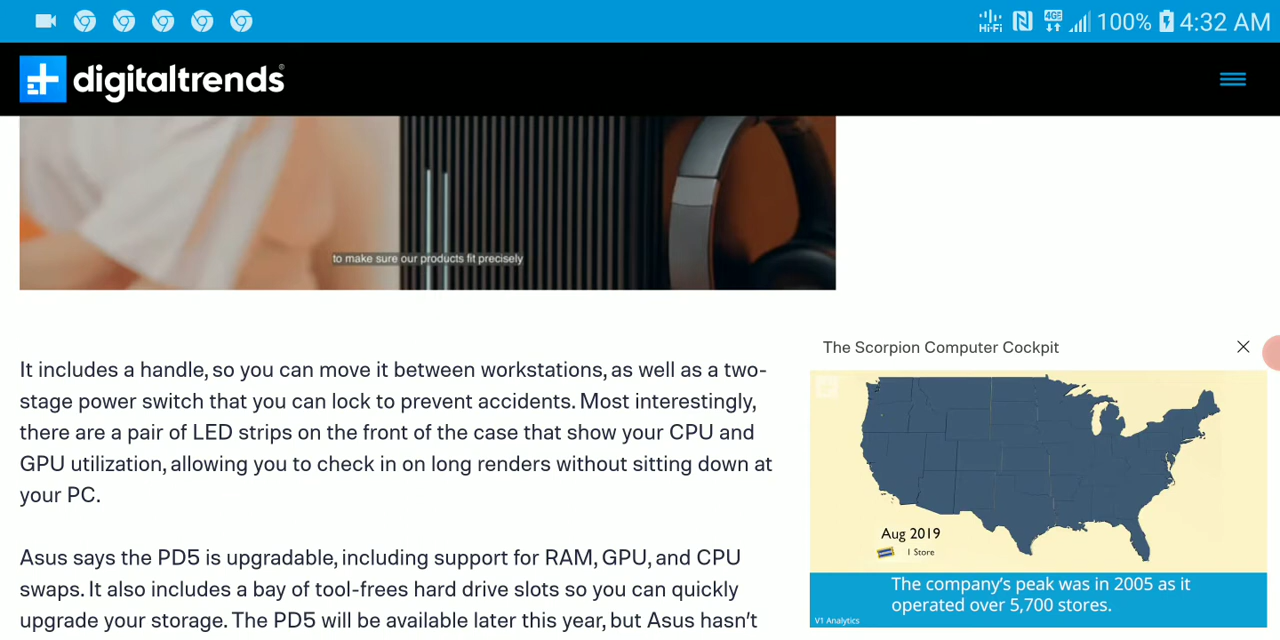 HiFi 4GE 100% 4:32 AM
digitaltrends
to make sure our products fit precisely
It includes a handle, so you can move it between workstations, as well as a two-
stage power switch that you can lock to prevent accidents. Most interestingly,
there are a pair of LED strips on the front of the case that show your CPU and
GPU utilization, allowing you to check in on long renders without sitting down at
your PC.
Asus says the PD5 is upgradable, including support for RAM, GPU, and CPU
swaps. It also includes a bay of tool-frees hard drive slots so you can quickly
upgrade your storage. The PD5 will be available later this year, but Asus hasn't
The Scorpion Computer Cockpit
Aug 2019
1 Store
The company's peak was in 2005 as it
operated over 5,700 stores.
V1 Analytics